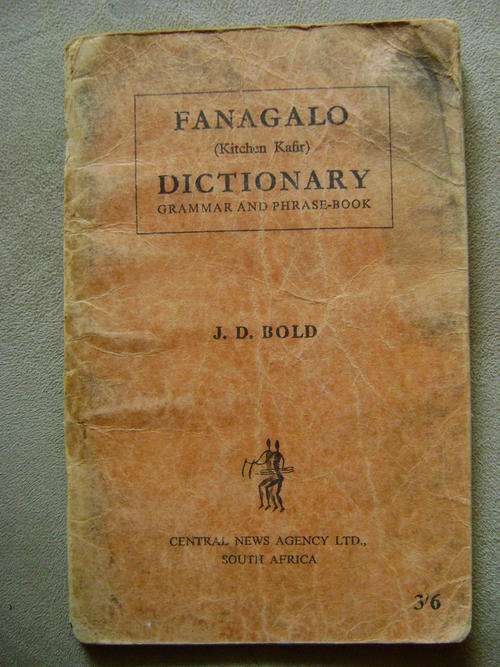 FANAGALO
(Kitchen Kafir)
DICTIONARY
GRAMMAR AND PHRASE-BOOK
J. D. BOLD
CENTRAL NEWS AGENCY LTD.,
SOUTH AFRICA
3/6